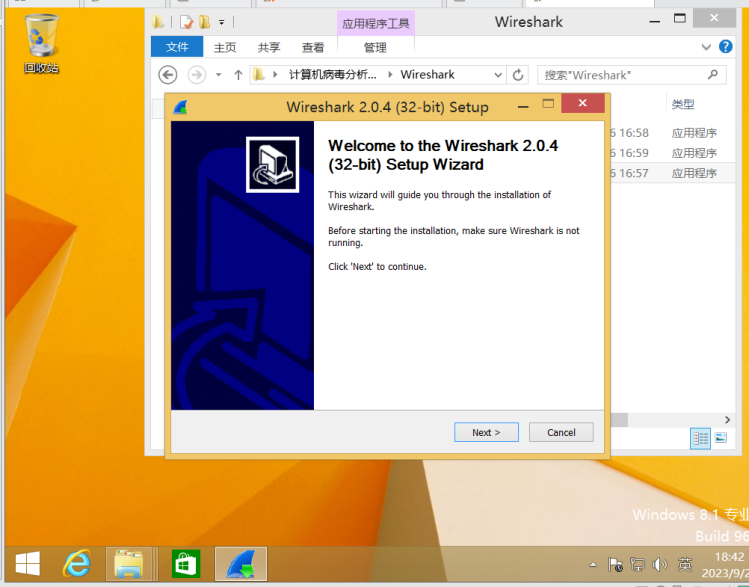 回收站
应用程序工具
Wireshark
文件
主页
共享
查看
管理
计算机病毒分析...
Wireshark
搜索"Wireshark"
类型
6 16:58
应用程序
6 16:59
应用程序
6 16:57
应用程序
Wireshark 2.0.4 (32-bit) Setup
Welcome to the Wireshark 2.0.4
(32-bit) Setup Wizard
This wizard will guide you through the installation of
Wireshark.
Before starting the installation, make sure Wireshark is not
running.
Click 'Next' to continue.
Next >
Cancel
Windows 8.1 专业
Build 96
英
18:42
2023/9/2